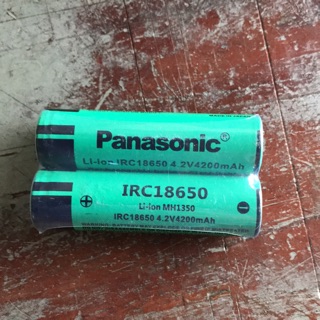 Panasonic®
Li-Ion IRC18650 4.2V4200mAh
IRC18650
Li-Ion MH1350
IRC18650 4.2V4200mAh